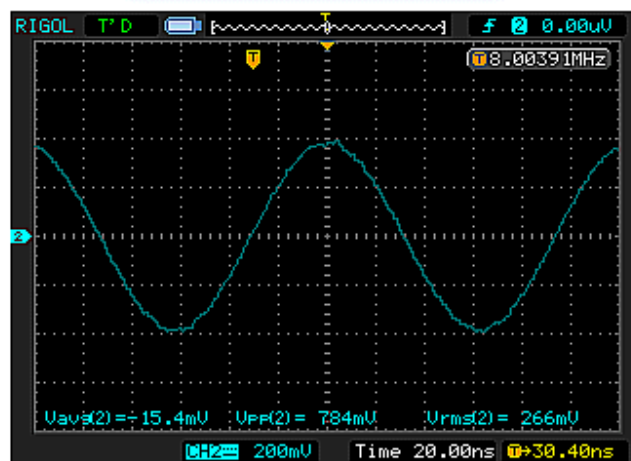 RIGOL T'D T 2 0.00uV
T T 8.00391MHz
2
Vavg(2)=-15.4mV Vpp(2)= 784mV Vrms(2)= 266mV
CH2 200mV Time 20.00ns T→30.40ns